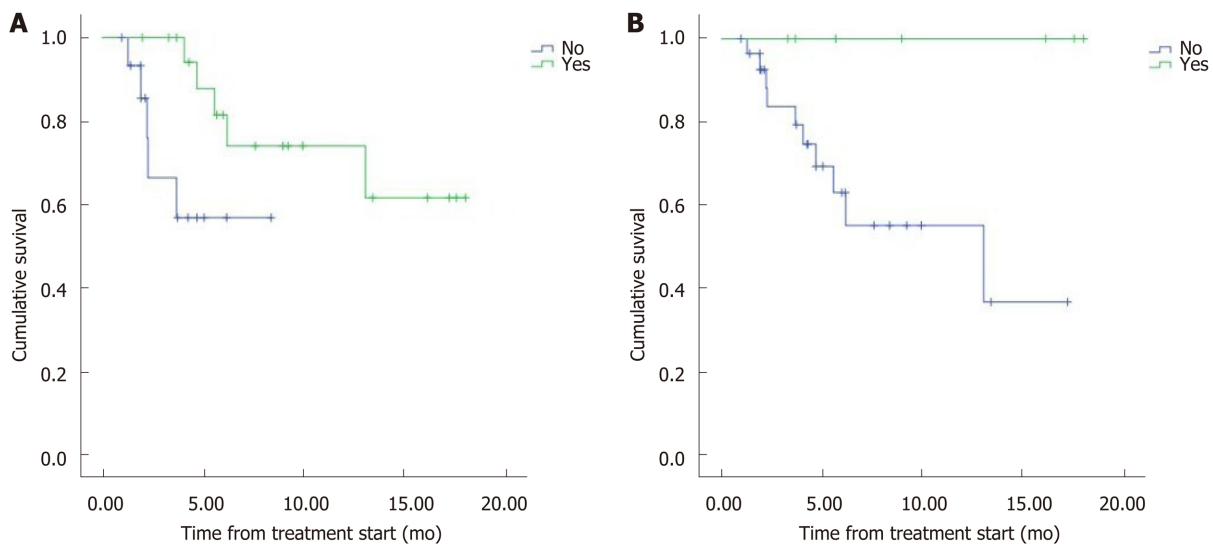 A
1.0
0.8
0.6
0.4
0.2
0.0
Cumulative suvival
0.00 5.00 10.00 15.00 20.00
Time from treatment start (mo)
No
Yes
B
1.0
0.8
0.6
0.4
0.2
0.0
Cumulative suvival
0.00 5.00 10.00 15.00 20.00
Time from treatment start (mo)
No
Yes